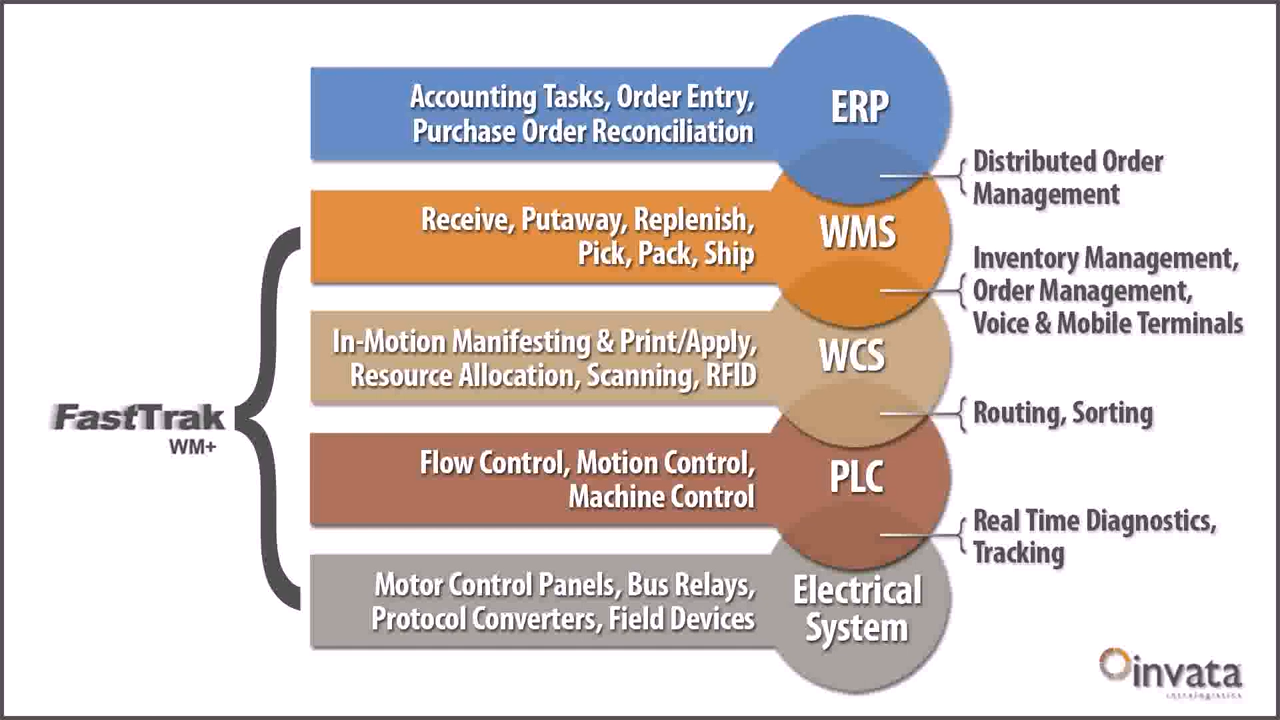 Accounting Tasks, Order Entry,
Purchase Order Reconciliation
ERP
Distributed Order
Management
Receive, Putaway, Replenish,
Pick, Pack, Ship
WMS
Inventory Management,
Order Management,
Voice & Mobile Terminals
In-Motion Manifesting & Print/Apply,
Resource Allocation, Scanning, RFID
WCS
Routing, Sorting
FastTrak
WM+
Flow Control, Motion Control,
Machine Control
PLC
Real Time Diagnostics,
Tracking
Motor Control Panels, Bus Relays,
Protocol Converters, Field Devices
Electrical
System
invata
intralogistics